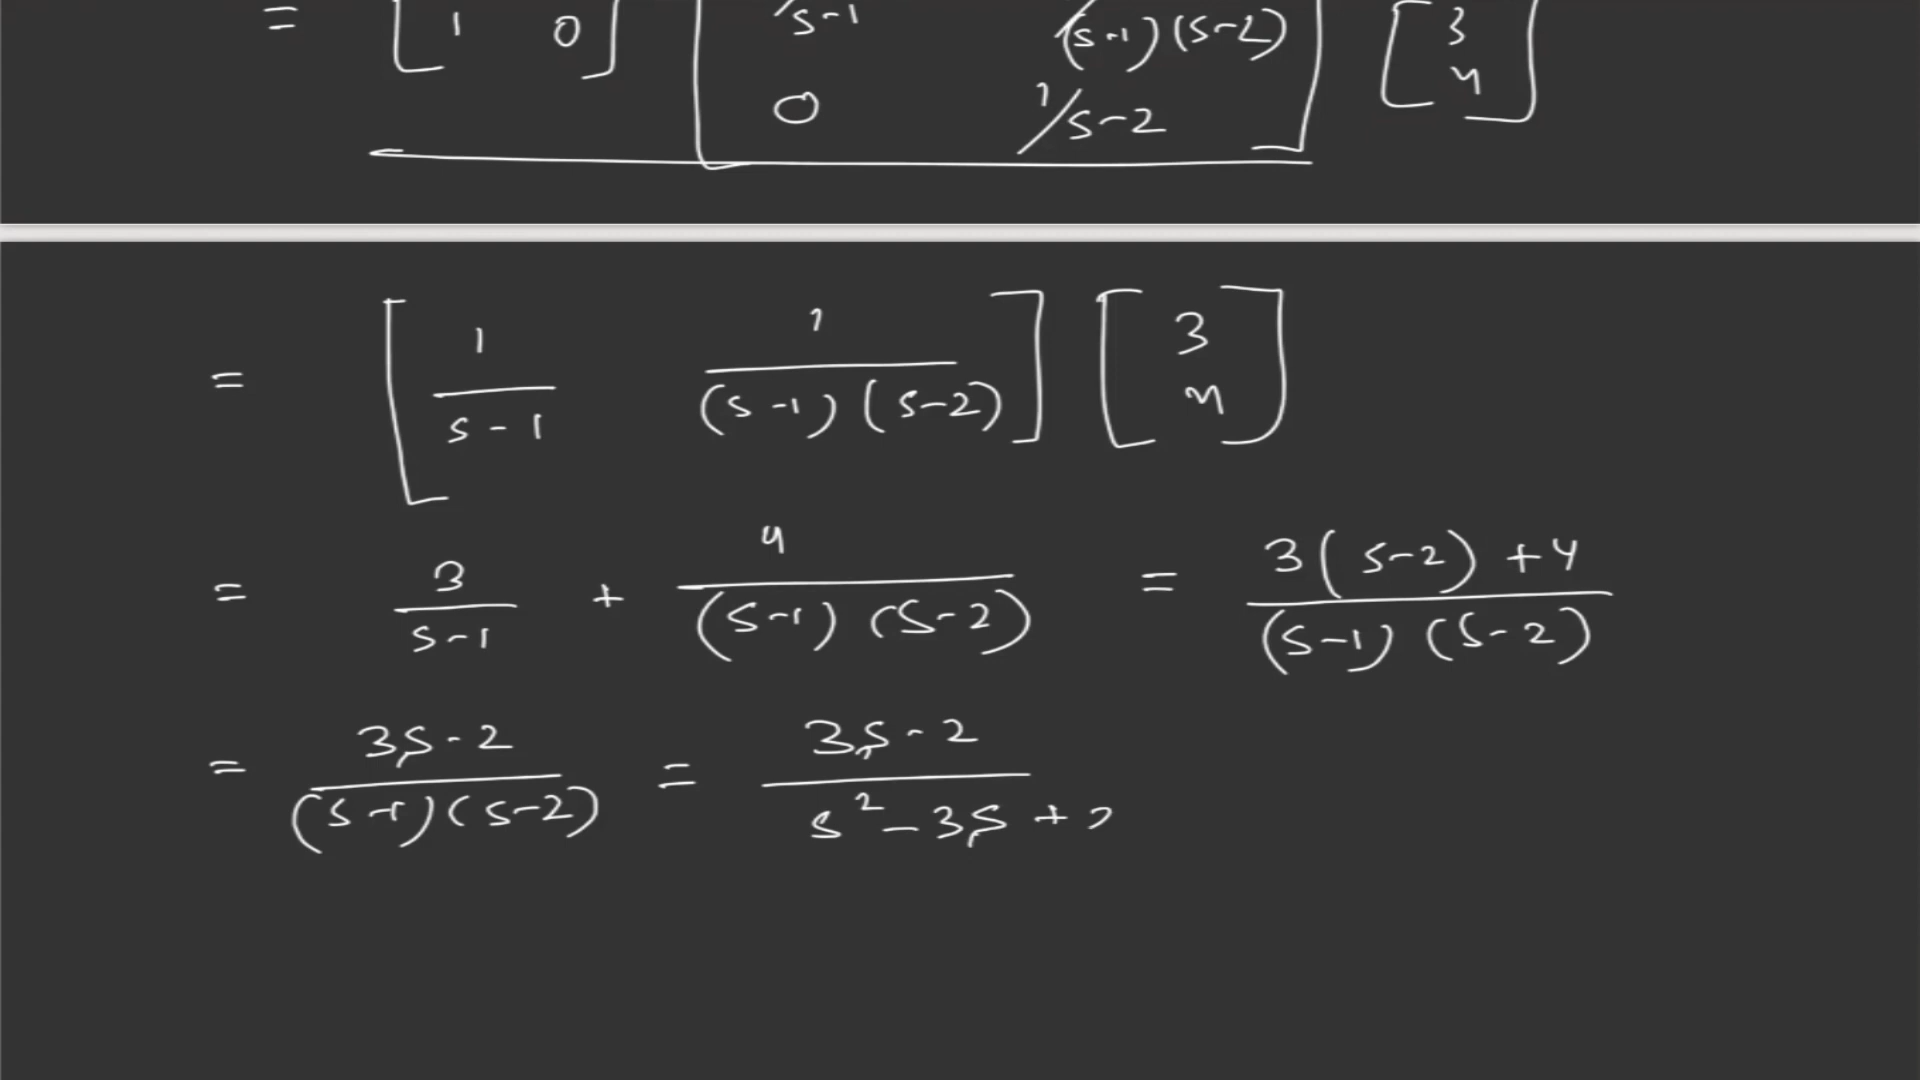 = [1 0] [1/s-1 1/(s-1)(s-2)
0 1/s-2] [3
4]
= [1/s-1 1/(s-1)(s-2)] [3
4]
= 3/s-1 + 4/(s-1)(s-2) = 3(s-2)+4/(s-1)(s-2)
= 3s-2/(s-1)(s-2) = 3s-2/s²-3s+2